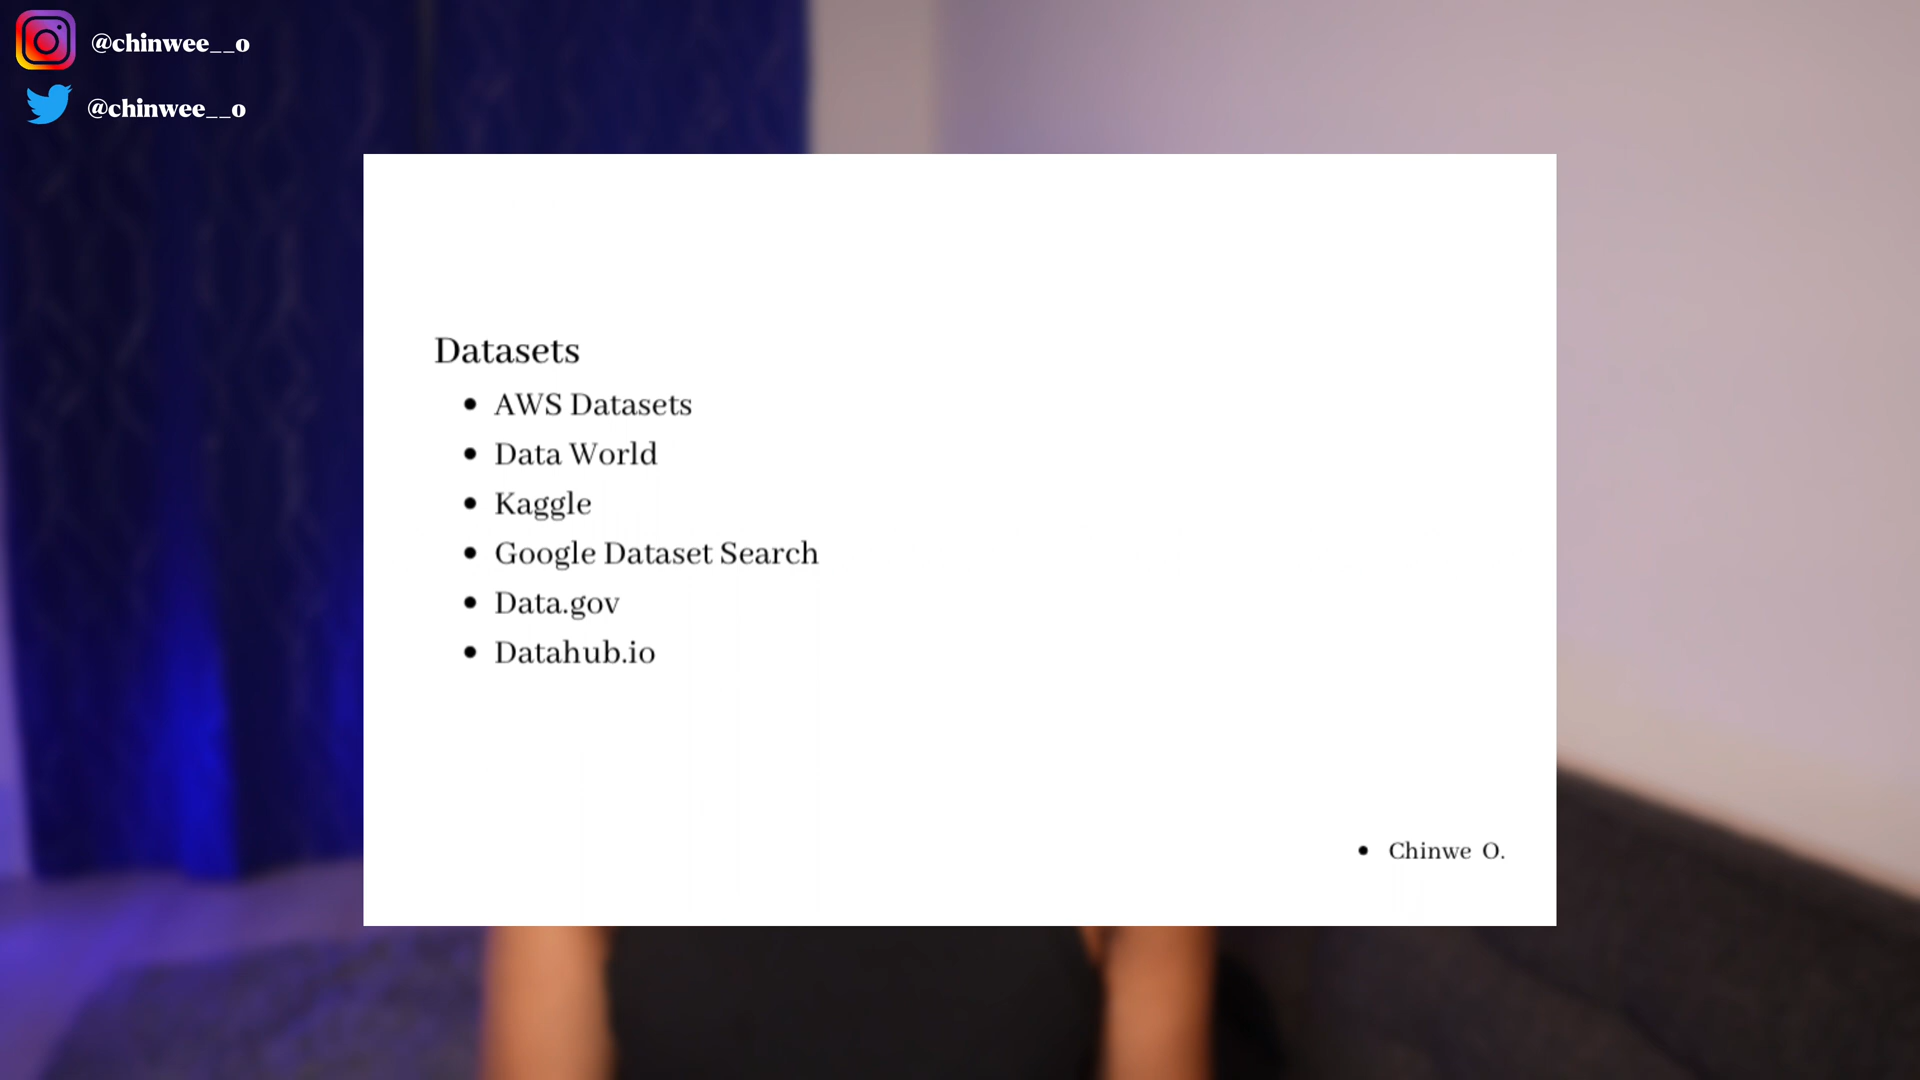 @chinwee__o
@chinwee__o
Datasets
• AWS Datasets
• Data World
• Kaggle
• Google Dataset Search
• Data.gov
• Datahub.io
• Chinwe O.